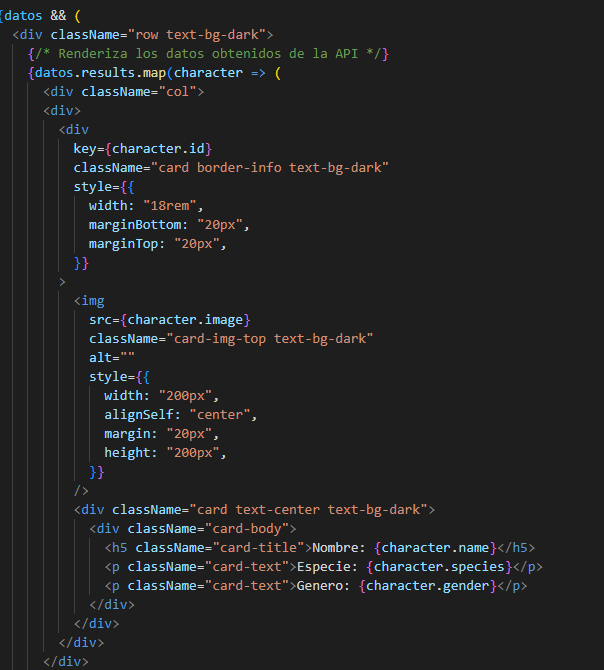 {datos && (
<div className="row text-bg-dark">
{/* Renderiza los datos obtenidos de la API */}
{datos.results.map(character => (
<div className="col">
<div>
<div
key={character.id}
className="card border-info text-bg-dark"
style={{
width: "18rem",
marginBottom: "20px",
marginTop: "20px",
}}
>
<img
src={character.image}
className="card-img-top text-bg-dark"
alt=""
style={{
width: "200px",
alignSelf: "center",
margin: "20px",
height: "200px",
}}
/>
<div className="card text-center text-bg-dark">
<div className="card-body">
<h5 className="card-title">Nombre: {character.name}</h5>
<p className="card-text">Especie: {character.species}</p>
<p className="card-text">Genero: {character.gender}</p>
</div>
</div>
</div>
</div>